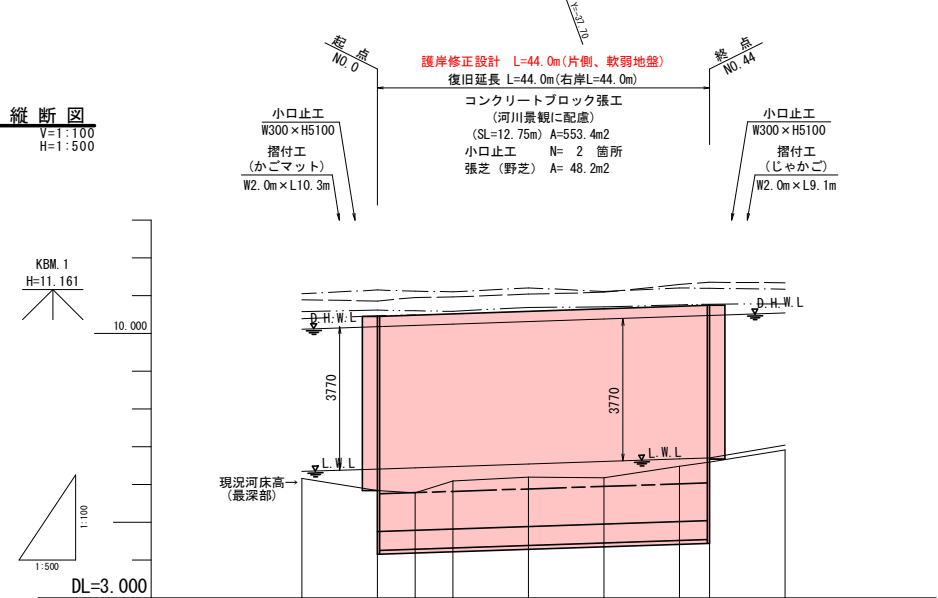 Y=-37.70
起 点
NO.0
終 点
NO.44
護岸修正設計 L=44.0m(片側、軟弱地盤)
復旧延長 L=44.0m(右岸L=44.0m)
コンクリートブロック張工
(河川景観に配慮)
(SL=12.75m) A=553.4m2
小口止工 N= 2 箇所
張芝 (野芝) A= 48.2m2
縦 断 図
V=1:100
H=1:500
小口止工
W300×H5100
摺付工
(かごマット)
W2.0m×L10.3m
小口止工
W300×H5100
摺付工
(じゃかご)
W2.0m×L9.1m
KBM.1
H=11.161
10.000
D.H.W.L
D.H.W.L
3770
3770
L.W.L
L.W.L
現況河床高→
(最深部)
1:100
1:500
DL=3.000